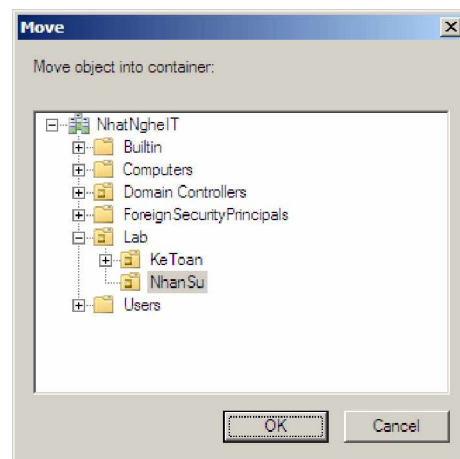 Move
Move object into container:
NhatNgheIT
Builtin
Computers
Domain Controllers
ForeignSecurityPrincipals
Lab
KeToan
NhanSu
Users
OK
Cancel